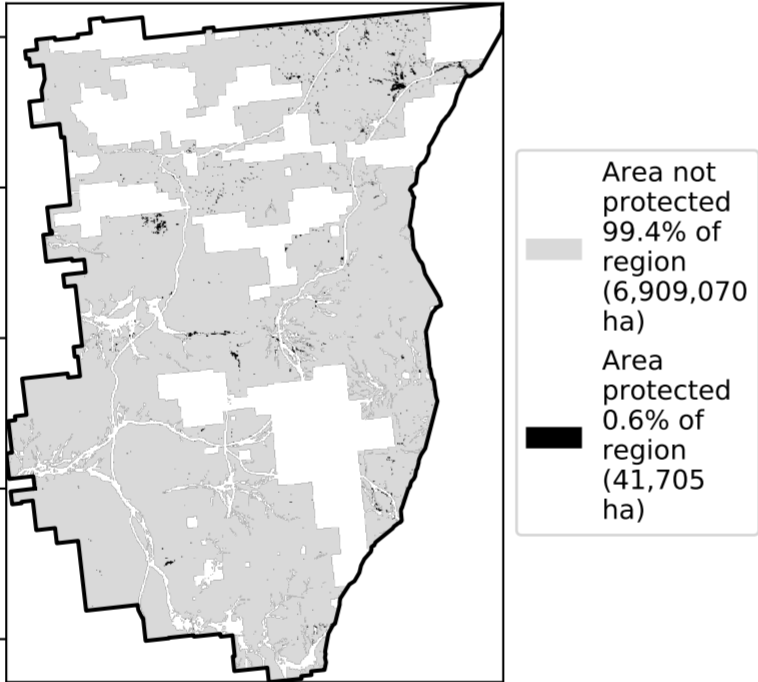 Area not
protected
99.4% of
region
(6,909,070
ha)
Area
protected
0.6% of
region
(41,705
ha)